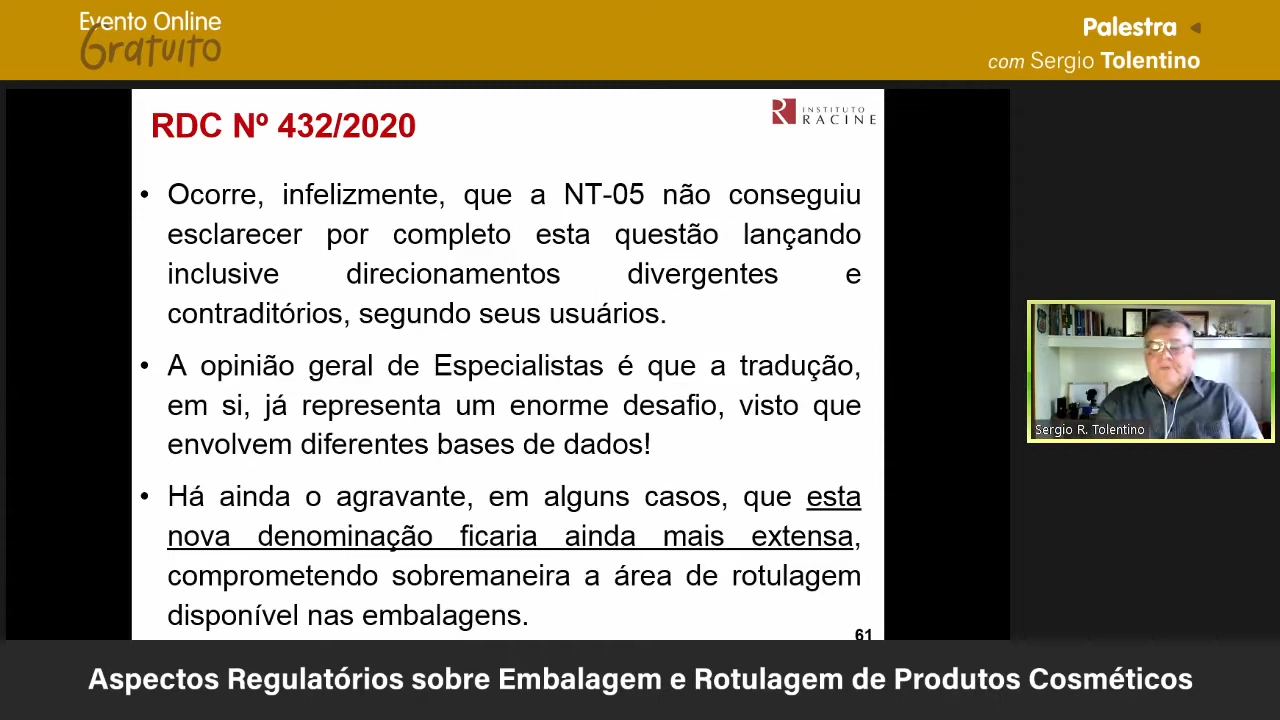 Evento Online
Gratuito
Palestra
com Sergio Tolentino
RDC Nº 432/2020
INSTITUTO
RACINE
• Ocorre, infelizmente, que a NT-05 não conseguiu
esclarecer por completo esta questão lançando
inclusive direcionamentos divergentes e
contraditórios, segundo seus usuários.
• A opinião geral de Especialistas é que a tradução,
em si, já representa um enorme desafio, visto que
envolvem diferentes bases de dados!
• Há ainda o agravante, em alguns casos, que esta
nova denominação ficaria ainda mais extensa,
comprometendo sobremaneira a área de rotulagem
disponível nas embalagens.
61
Sergio R. Tolentino
Aspectos Regulatórios sobre Embalagem e Rotulagem de Produtos Cosméticos